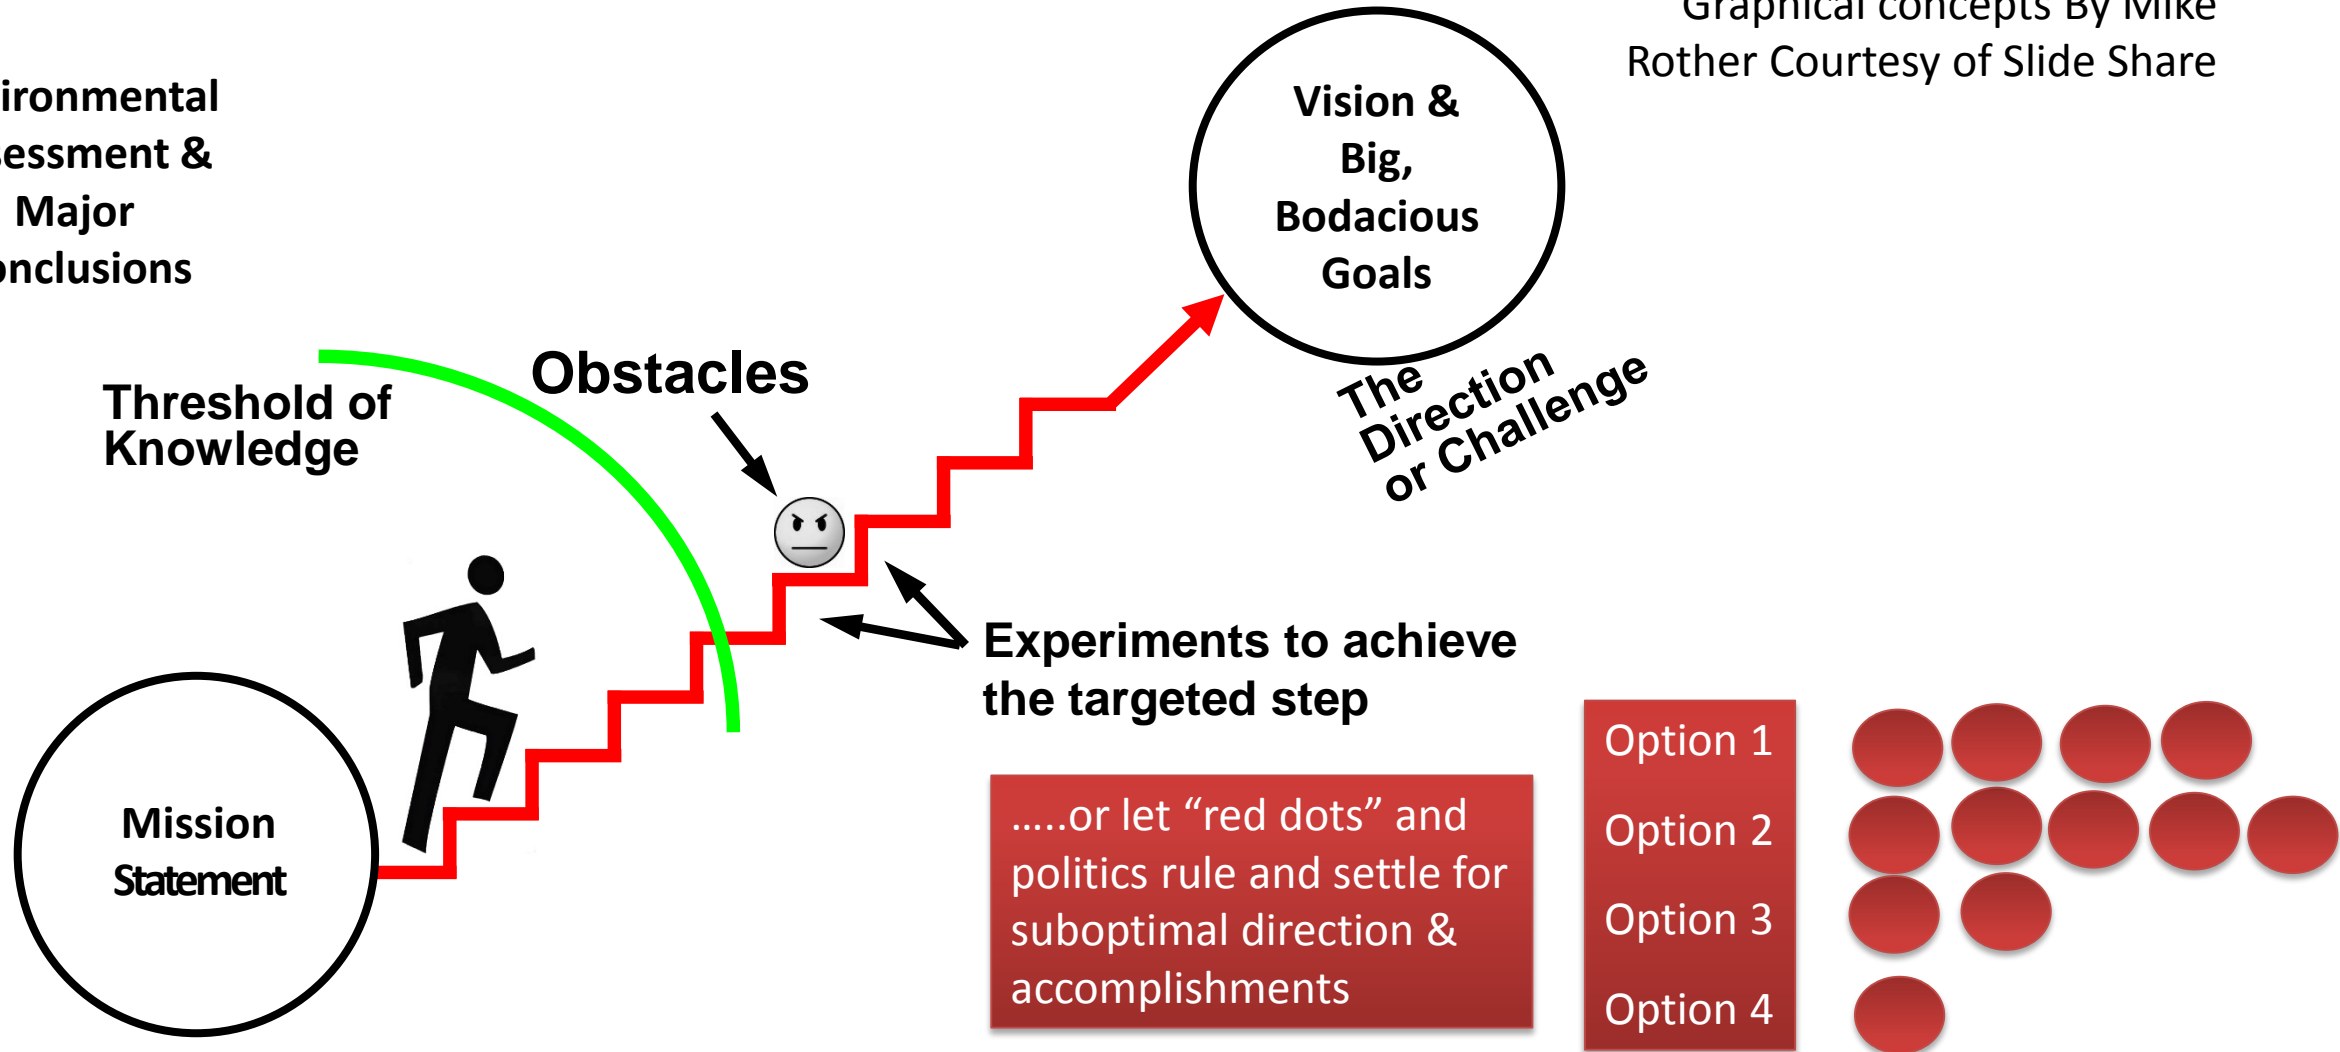 Graphical concepts By Mike
Rother Courtesy of Slide Share
ironmental
essment &
Major
onclusions
Vision &
Big,
Bodacious
Goals
The
Direction
or Challenge
Threshold of
Knowledge
Obstacles
Experiments to achieve
the targeted step
Mission
Statement
…..or let “red dots” and
politics rule and settle for
suboptimal direction &
accomplishments
Option 1
Option 2
Option 3
Option 4